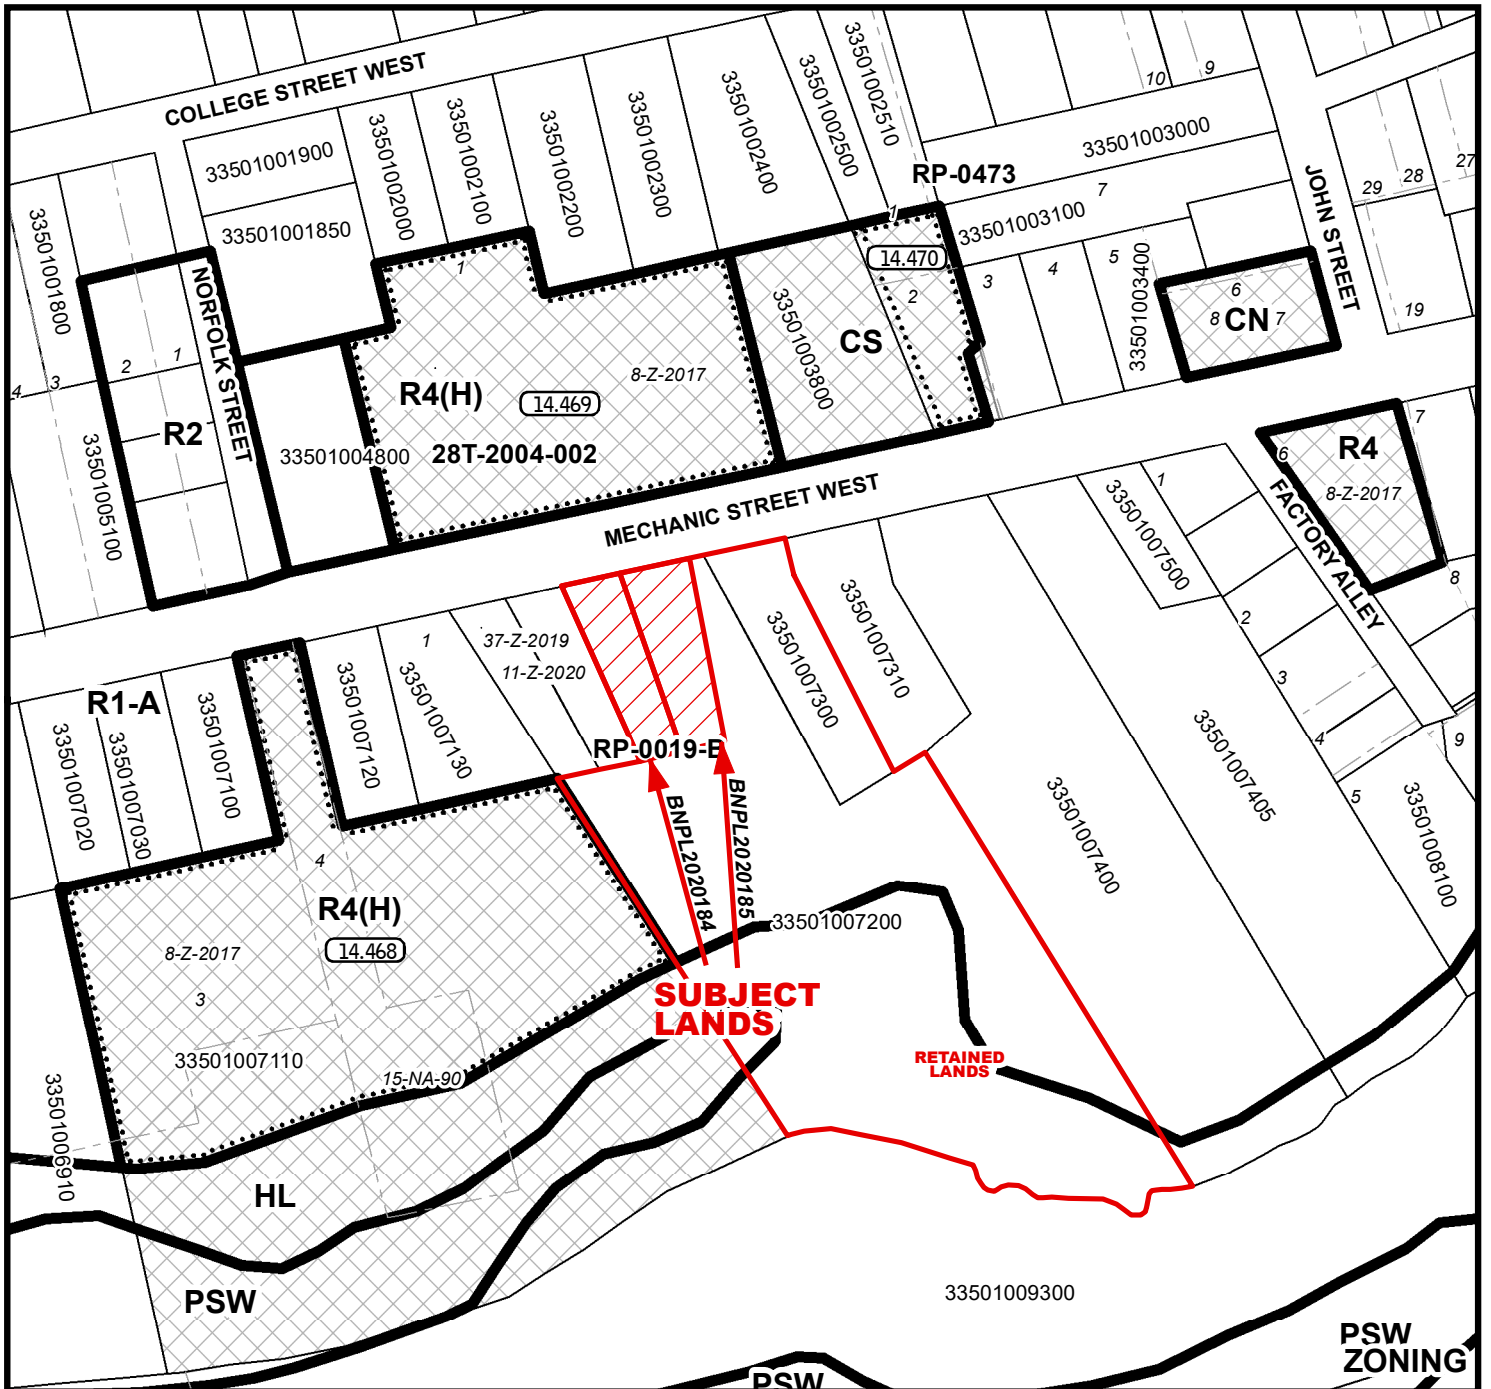 COLLEGE STREET WEST
33501001900
33501002000
33501002100
33501002200
33501002300
33501002400
33501002500
33501002510
10
9
33501003000
RP-0473
7
JOHN STREET
29
28
27
33501001800
33501001850
1
1
14.470
33501003100
3
4
5
33501003400
6
8
CN
7
19
NORFOLK STREET
2
1
4
3
R2
33501005100
33501004800
R4(H)
14.469
8-Z-2017
28T-2004-002
33501003800
CS
2
MECHANIC STREET WEST
7
R4
6
8-Z-2017
FACTORY ALLEY
8
1
33501007500
2
3
4
5
9
R1-A
33501007020
33501007030
33501007100
33501007120
33501007130
1
37-Z-2019
11-Z-2020
33501007300
33501007310
RP-0019-B
BNPL2020184
BNPL2020185
33501007400
33501007405
33501008100
4
R4(H)
14.468
8-Z-2017
3
33501007110
15-NA-90
33501007200
SUBJECT
LANDS
RETAINED
LANDS
33501006910
HL
PSW
33501009300
PSW
PSW
ZONING